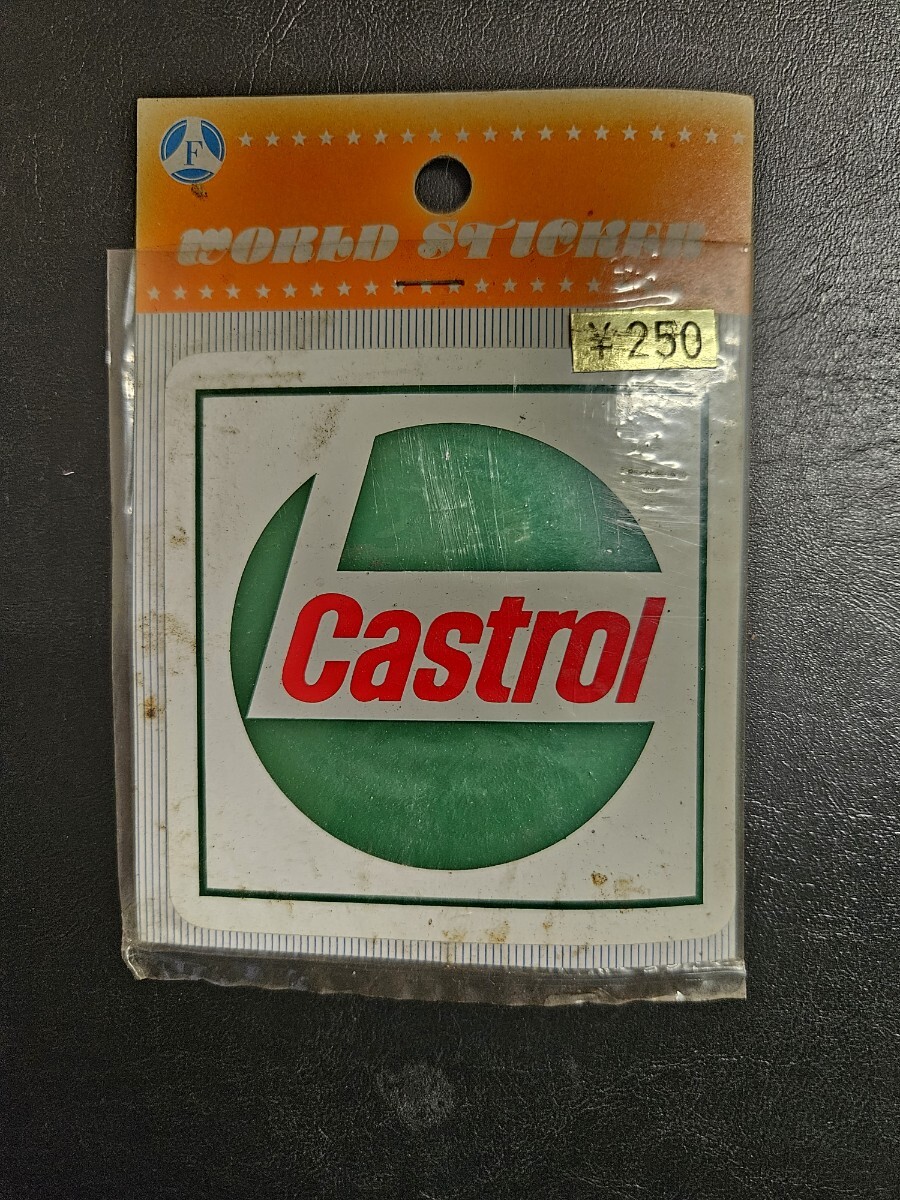 F
WORLD STICKER
¥250
Castrol